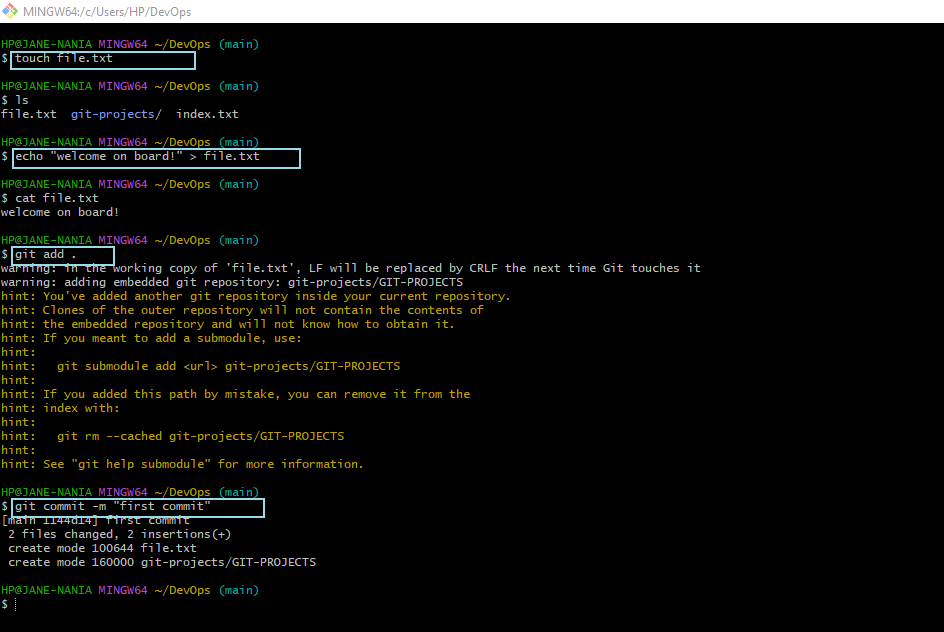 MINGW64:/c/Users/HP/DevOps
HP@JANE-NANIA MINGW64 ~/DevOps (main)
$ touch file.txt
HP@JANE-NANIA MINGW64 ~/DevOps (main)
$ ls
file.txt  git-projects/  index.txt
HP@JANE-NANIA MINGW64 ~/DevOps (main)
$ echo "welcome on board!" > file.txt
HP@JANE-NANIA MINGW64 ~/DevOps (main)
$ cat file.txt
welcome on board!
HP@JANE-NANIA MINGW64 ~/DevOps (main)
$ git add .
warning: in the working copy of 'file.txt', LF will be replaced by CRLF the next time Git touches it
warning: adding embedded git repository: git-projects/GIT-PROJECTS
hint: You've added another git repository inside your current repository.
hint: Clones of the outer repository will not contain the contents of
hint: the embedded repository and will not know how to obtain it.
hint: If you meant to add a submodule, use:
hint:
hint:   git submodule add <url> git-projects/GIT-PROJECTS
hint:
hint: If you added this path by mistake, you can remove it from the
hint: index with:
hint:
hint:   git rm --cached git-projects/GIT-PROJECTS
hint:
hint: See "git help submodule" for more information.
HP@JANE-NANIA MINGW64 ~/DevOps (main)
$ git commit -m "first commit"
[main 1144d14] first commit
 2 files changed, 2 insertions(+)
 create mode 100644 file.txt
 create mode 160000 git-projects/GIT-PROJECTS
HP@JANE-NANIA MINGW64 ~/DevOps (main)
$